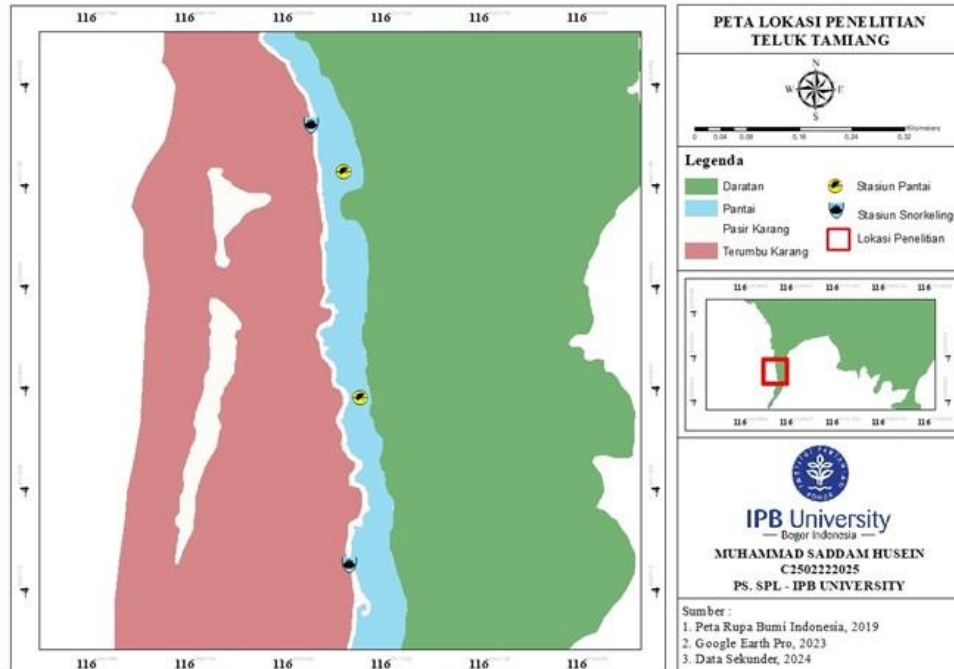 116 116 116 116 116 116 116
PETA LOKASI PENELITIAN
TELUK TAMIANG
N
W E
S
0 0,04 0,08 0,16 0,24 0,32
Kilometers
Legenda
Daratan
Pantai
Pasir Karang
Terumbu Karang
Stasiun Pantai
Stasiun Snorkeling
Lokasi Penelitian
116 116 116 116 116
116 116 116 116 116
IPB University
Bogor Indonesia
MUHAMMAD SADDAM HUSEIN
C2502222025
PS. SPL - IPB UNIVERSITY
Sumber :
1. Peta Rupa Bumi Indonesia, 2019
2. Google Earth Pro, 2023
3. Data Sekunder, 2024
116 116 116 116 116 116 116